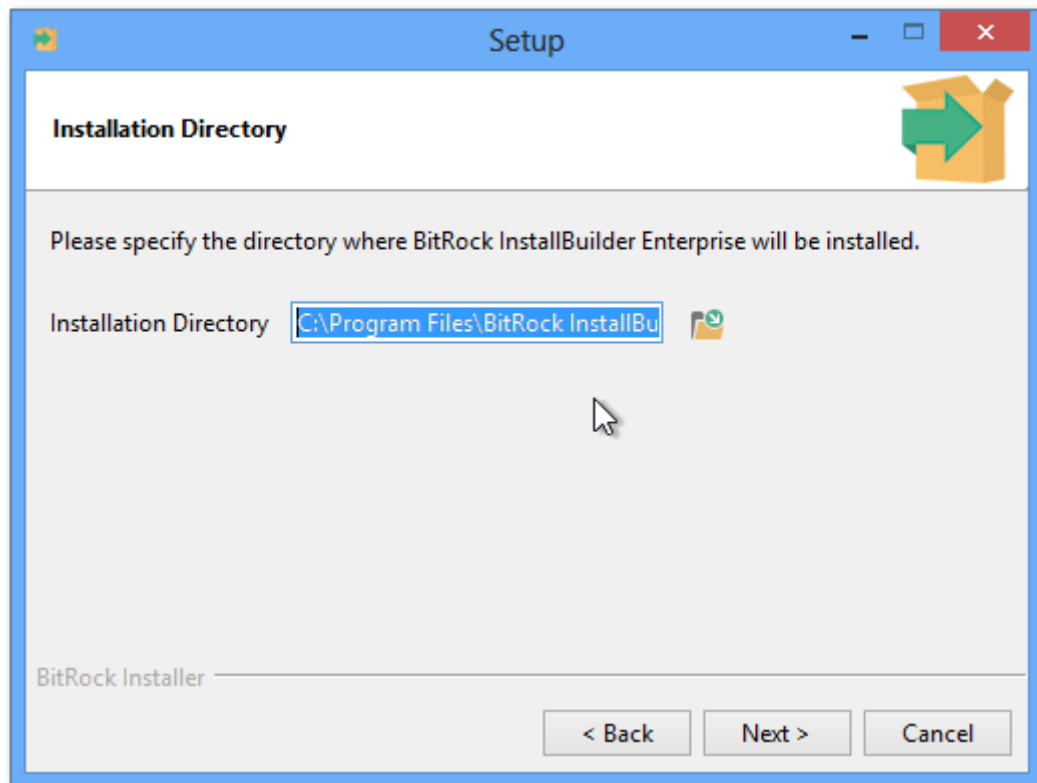 Setup
Installation Directory
Please specify the directory where BitRock InstallBuilder Enterprise will be installed.
Installation Directory C:\Program Files\BitRock InstallBu
BitRock Installer
< Back Next > Cancel